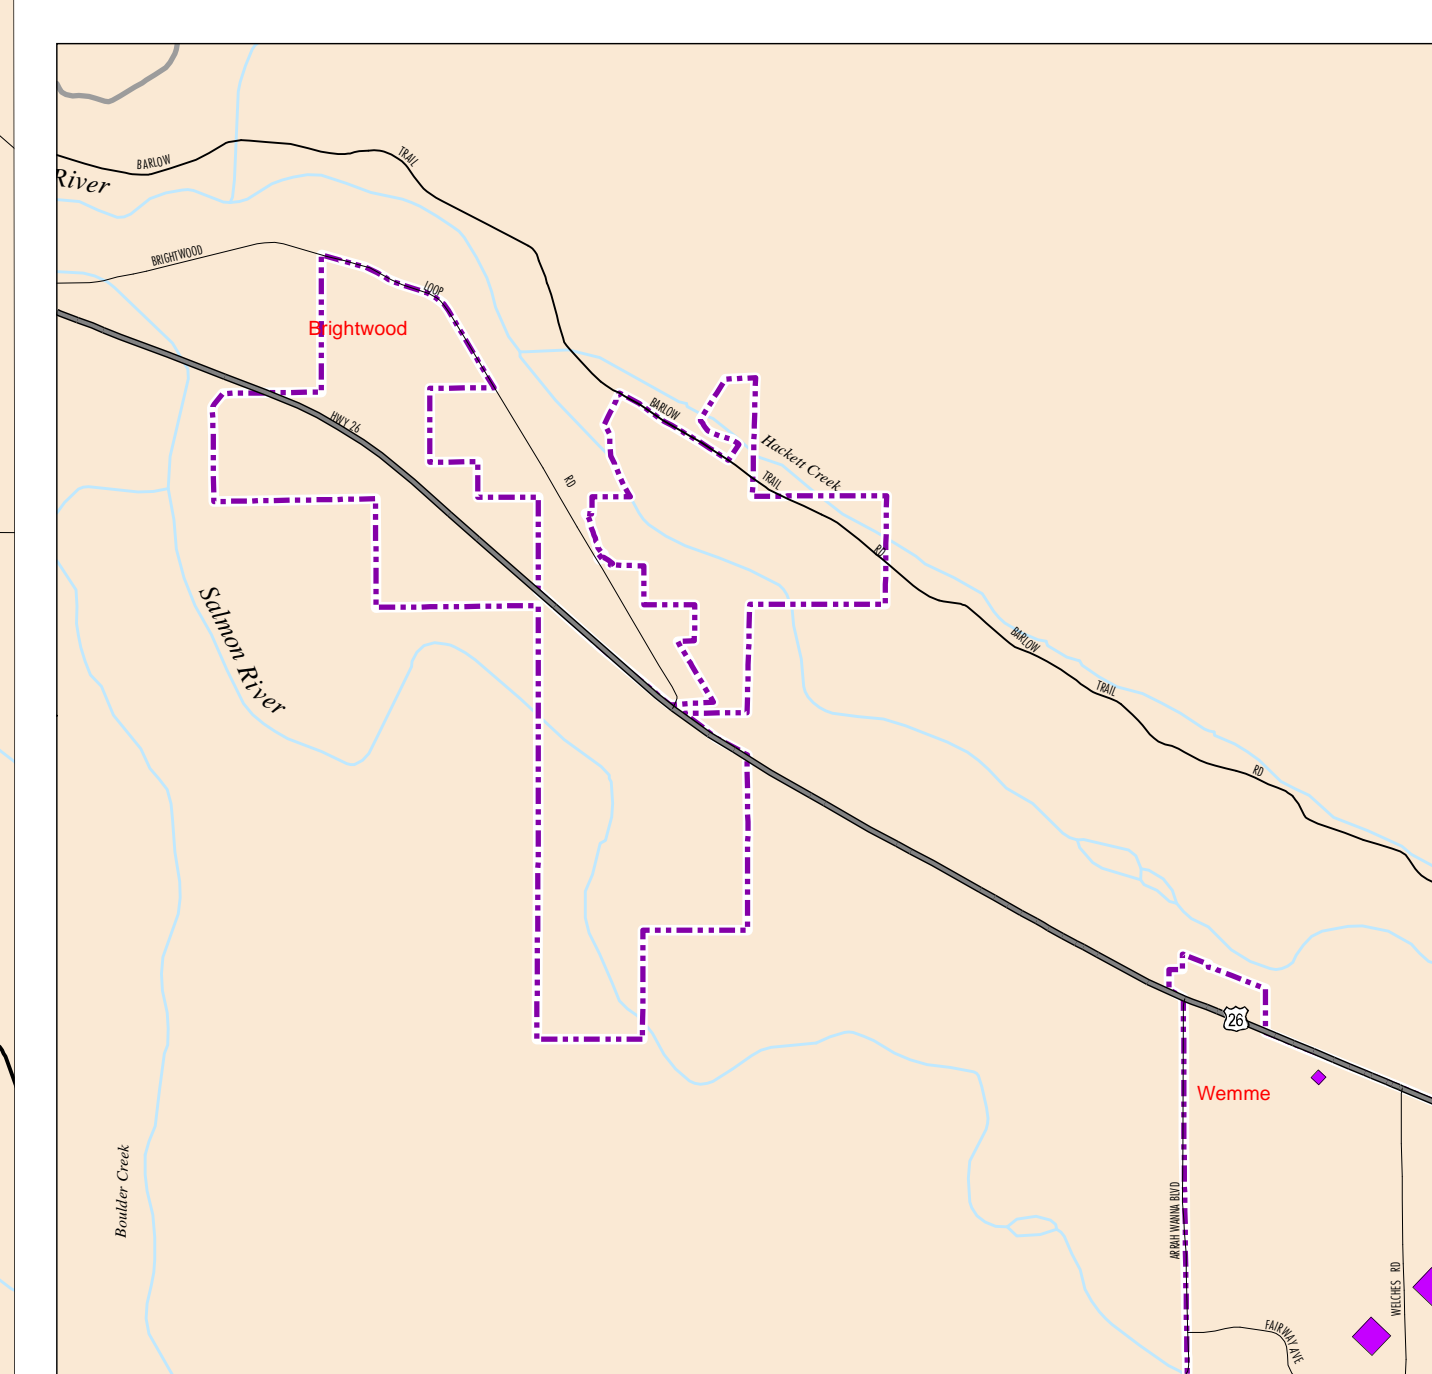 BARLOW
TRAIL
River
BRIGHTWOOD
LOOP
Brightwood
HWY 26
BARLOW
Hackett Creek
TRAIL
RD
RD
Salmon River
BARLOW
TRAIL
RD
26
Wemme
Boulder Creek
ARRAH WANNA BLVD
WELCHES RD
FAIRWAY AVE